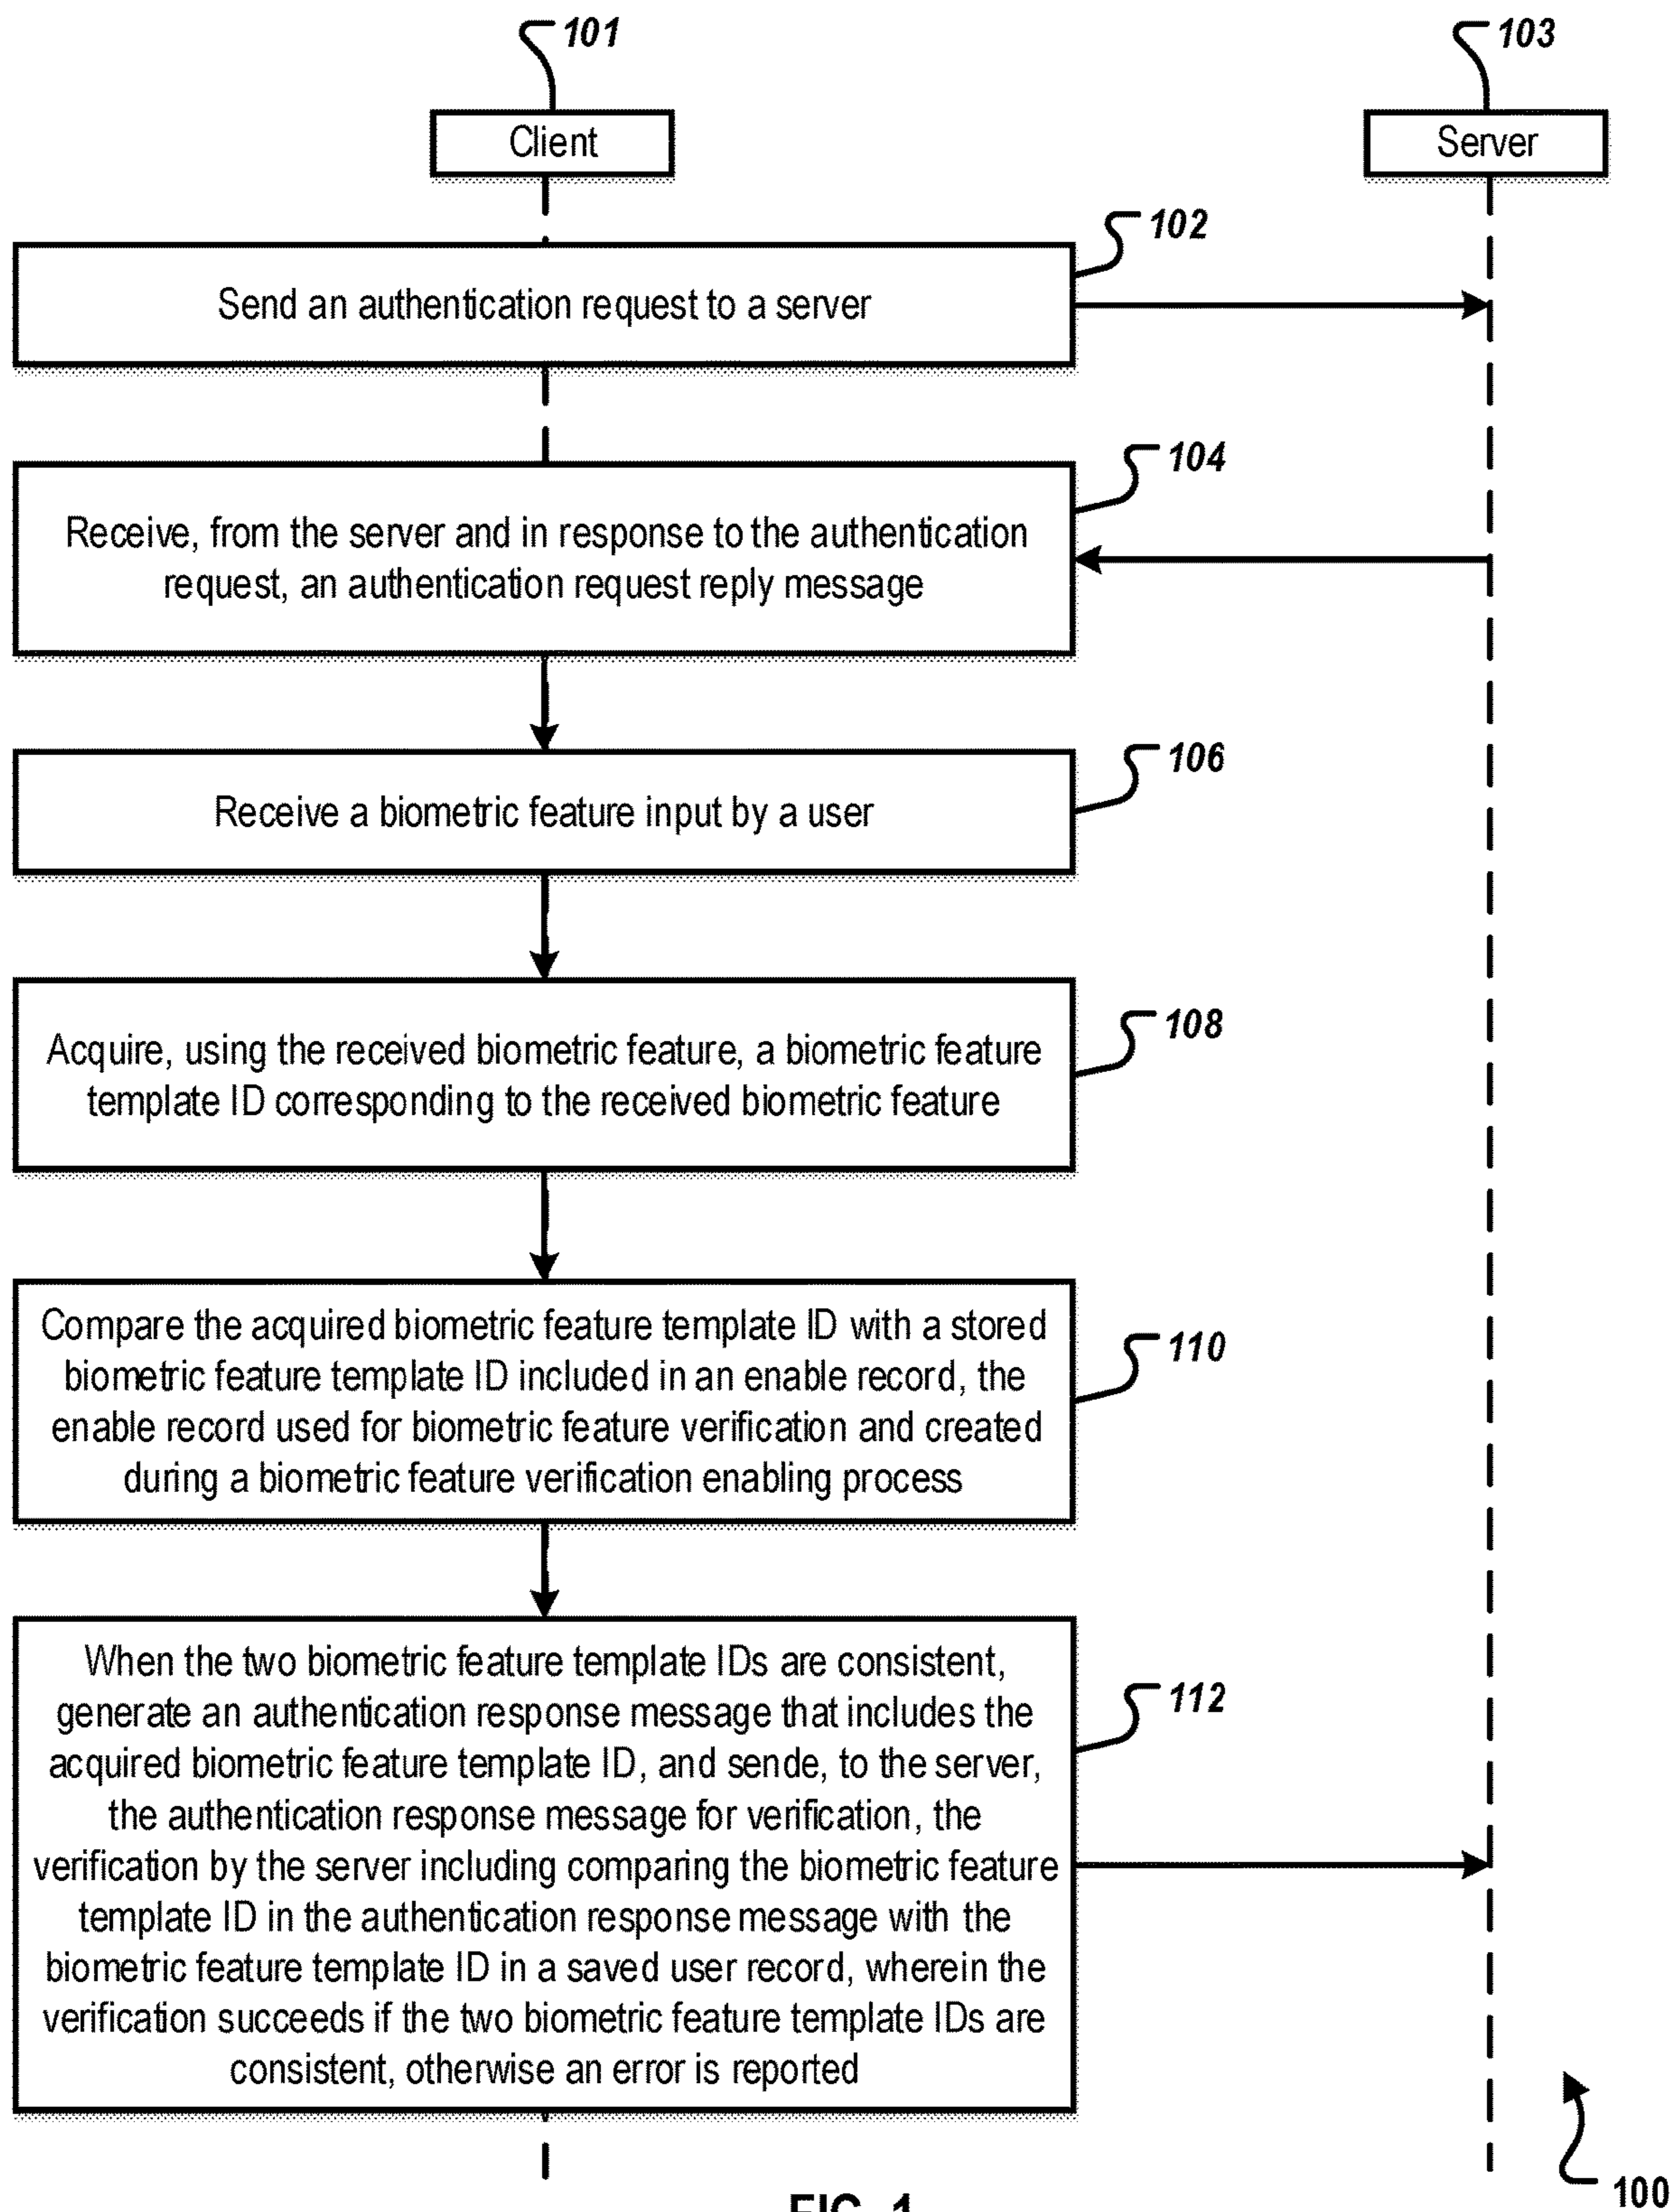 101
103
Client
Server
102
Send an authentication request to a server
104
Receive, from the server and in response to the authentication
request, an authentication request reply message
106
Receive a biometric feature input by a user
108
Acquire, using the received biometric feature, a biometric feature
template ID corresponding to the received biometric feature
110
Compare the acquired biometric feature template ID with a stored
biometric feature template ID included in an enable record, the
enable record used for biometric feature verification and created
during a biometric feature verification enabling process
112
When the two biometric feature template IDs are consistent,
generate an authentication response message that includes the
acquired biometric feature template ID, and sende, to the server,
the authentication response message for verification, the
verification by the server including comparing the biometric feature
template ID in the authentication response message with the
biometric feature template ID in a saved user record, wherein the
verification succeeds if the two biometric feature template IDs are
consistent, otherwise an error is reported
100
FIG. 1